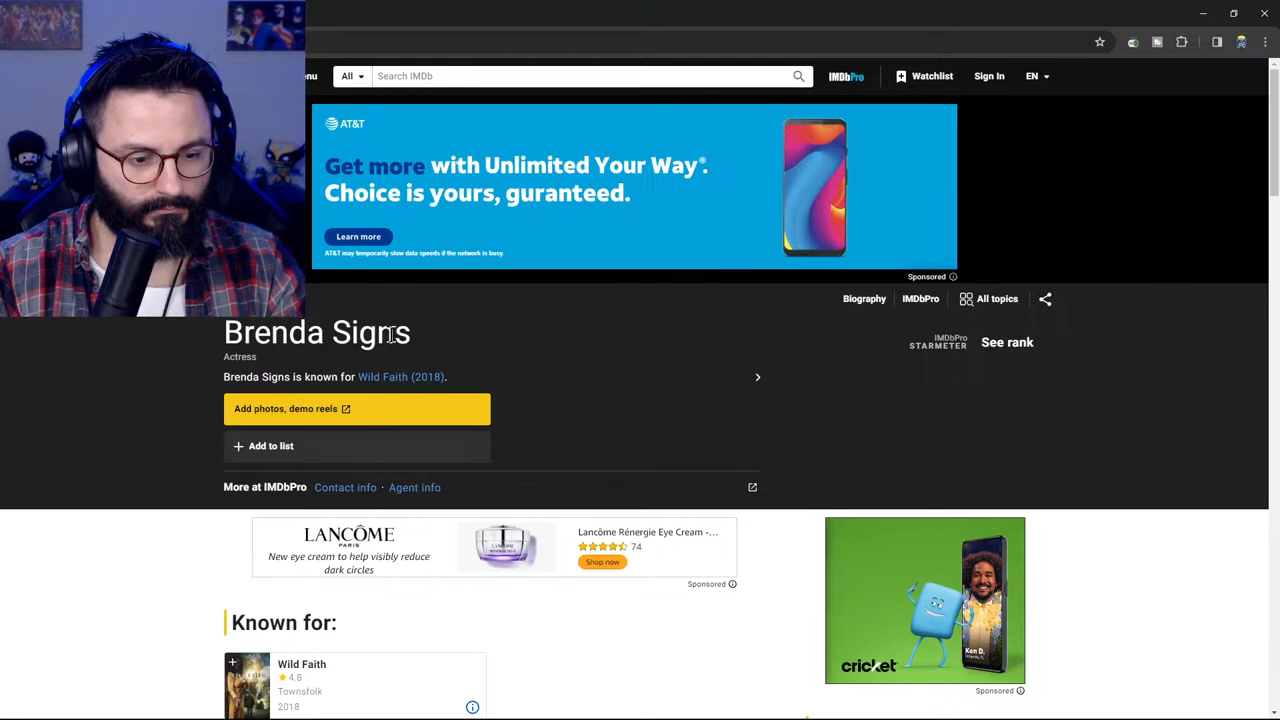 nu
All
Search IMDb
IMDbPro
Watchlist
Sign In
EN
AT&T
Get more with Unlimited Your Way®.
Choice is yours, guranteed.
Learn more
AT&T may temporarily slow data speeds if the network is busy.
Sponsored
Biography
IMDbPro
All topics
Brenda Signs
Actress
IMDbPro
STARMETER
See rank
Brenda Signs is known for Wild Faith (2018).
Add photos, demo reels
Add to list
More at IMDbPro Contact info · Agent info
LANCÔME
PARIS
New eye cream to help visibly reduce
dark circles
Lancôme Rénergie Eye Cream -...
74
Shop now
Sponsored
Known for:
Wild Faith
4.8
Townsfolk
2018
Ken D.
cricket
Sponsored